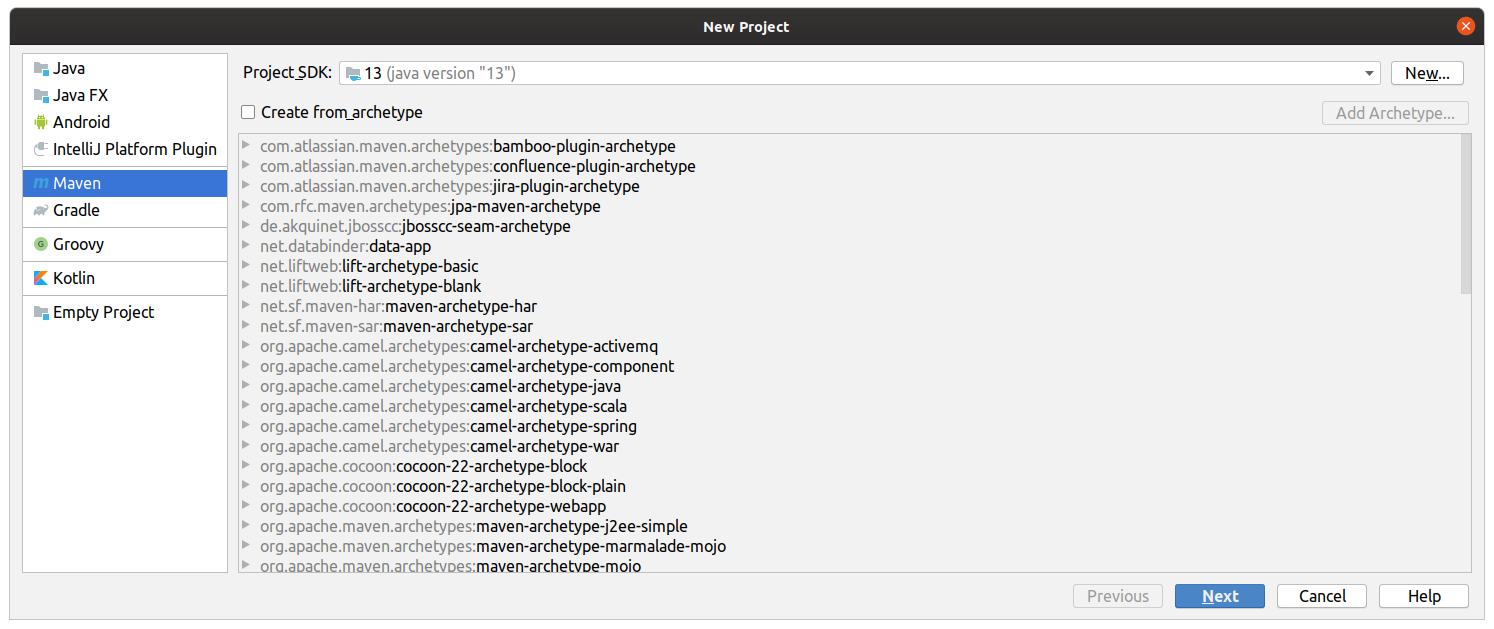 New Project
Java
Java FX
Android
IntelliJ Platform Plugin
Maven
Gradle
Groovy
Kotlin
Empty Project
Project SDK: 13 (java version "13") New...
Create from archetype Add Archetype...
com.atlassian.maven.archetypes:bamboo-plugin-archetype
com.atlassian.maven.archetypes:confluence-plugin-archetype
com.atlassian.maven.archetypes:jira-plugin-archetype
com.rfc.maven.archetypes:jpa-maven-archetype
de.akquinet.jbosscc:jbosscc-seam-archetype
net.databinder:data-app
net.liftweb:lift-archetype-basic
net.liftweb:lift-archetype-blank
net.sf.maven-har:maven-archetype-har
net.sf.maven-sar:maven-archetype-sar
org.apache.camel.archetypes:camel-archetype-activemq
org.apache.camel.archetypes:camel-archetype-component
org.apache.camel.archetypes:camel-archetype-java
org.apache.camel.archetypes:camel-archetype-scala
org.apache.camel.archetypes:camel-archetype-spring
org.apache.camel.archetypes:camel-archetype-war
org.apache.cocoon:cocoon-22-archetype-block
org.apache.cocoon:cocoon-22-archetype-block-plain
org.apache.cocoon:cocoon-22-archetype-webapp
org.apache.maven.archetypes:maven-archetype-j2ee-simple
org.apache.maven.archetypes:maven-archetype-marmalade-mojo
org.apache.maven.archetypes:maven-archetype-mojo
Previous Next Cancel Help